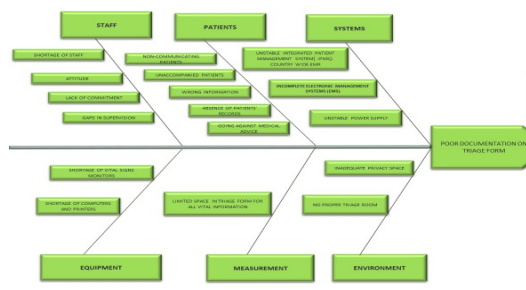 STAFF
PATIENTS
SYSTEMS
SHORTAGE OF STAFF
ATTITUDE
LACK OF COMMITMENT
GAPS IN SUPERVISION
NON-COMMUNICATING
PATIENTS
UNACCOMPANIED PATIENTS
WRONG INFORMATION
ABSENCE OF PATIENTS'
RECORDS
GOING AGAINST MEDICAL
ADVICE
UNSTABLE INTEGRATED PATIENT
MANAGEMENT SYSTEM( IPMS)
COUNTRY WIDE EMR
INCOMPLETE ELECTRONIC MANAGEMENT
SYSTEMS (EMS)
UNSTABLE POWER SUPPLY
POOR DOCUMENTATION ON
TRIAGE FORM
SHORTAGE OF VITAL SIGNS
MONITORS
SHORTAGE OF COMPUTERS
AND PRINTERS
LIMITED SPACE IN TRIAGE FORM FOR
ALL VITAL INFORMATION
INADEQUATE PRIVACY SPACE
NO PROPER TRIAGE ROOM
EQUIPMENT
MEASUREMENT
ENVIRONMENT